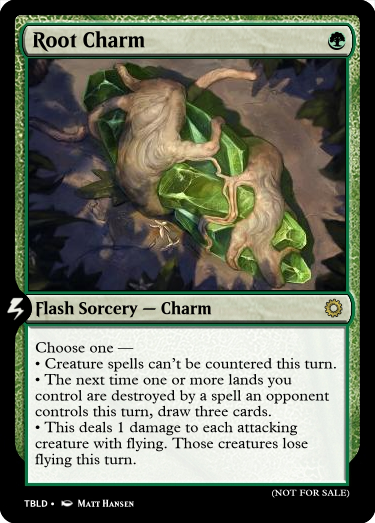 Root Charm
Flash Sorcery — Charm
Choose one —
• Creature spells can't be countered this turn.
• The next time one or more lands you
control are destroyed by a spell an opponent
controls this turn, draw three cards.
• This deals 1 damage to each attacking
creature with flying. Those creatures lose
flying this turn.
(NOT FOR SALE)
TBLD • Matt Hansen